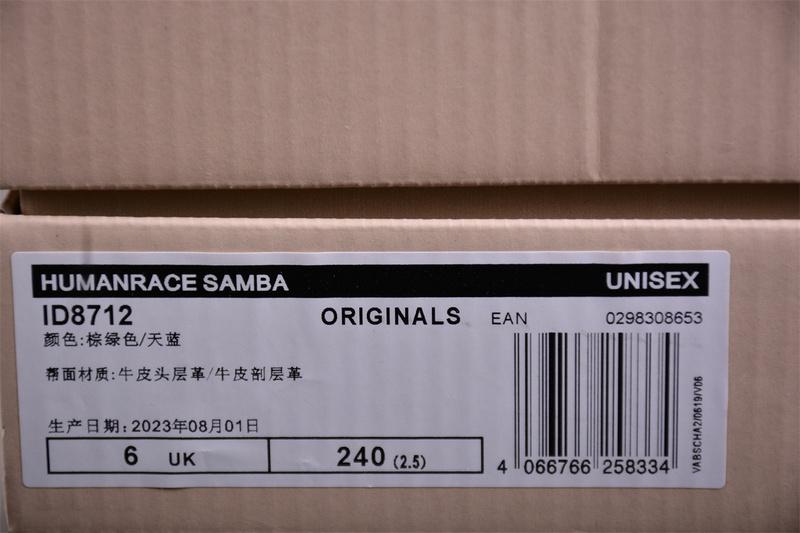 HUMANRACE SAMBA UNISEX
ID8712 ORIGINALS EAN 0298308653
颜色:棕绿色/天蓝
帮面材质:牛皮头层革/牛皮剖层革
生产日期:2023年08月01日
6 UK 240 (2.5)
4 066766 258334
VABSCHA2/0619/V06